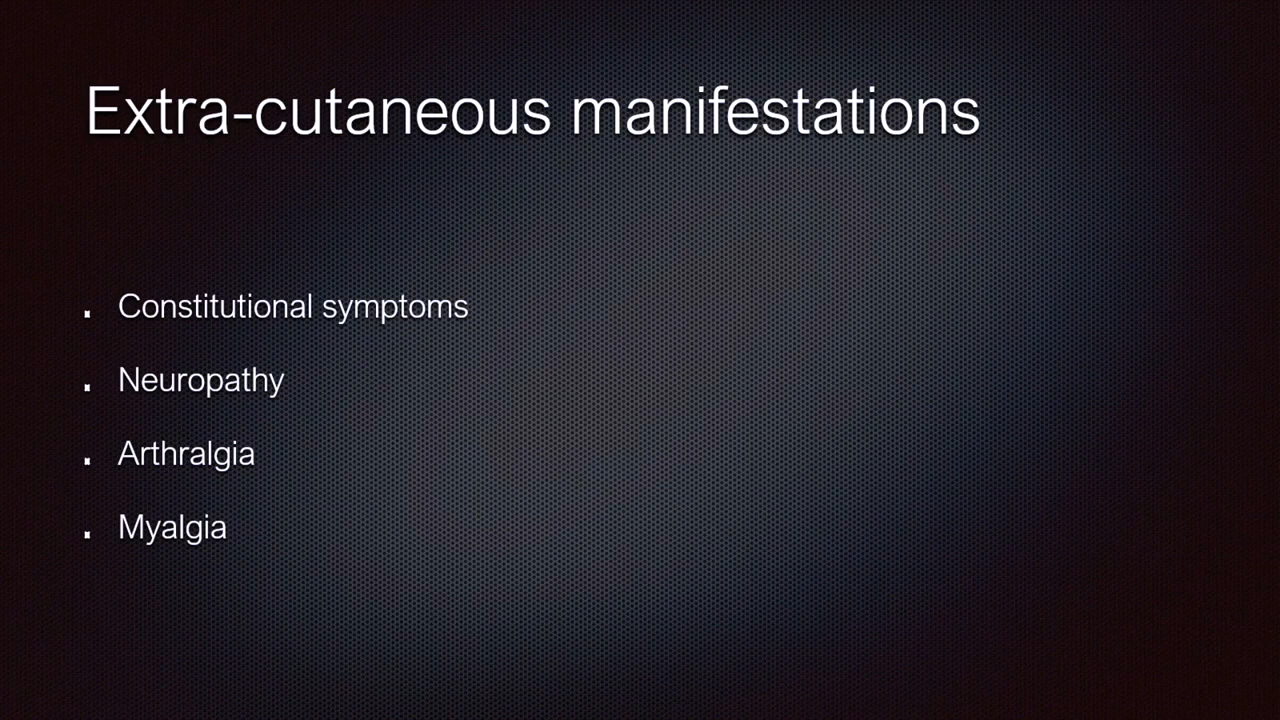 Extra-cutaneous manifestations
Constitutional symptoms
Neuropathy
Arthralgia
Myalgia